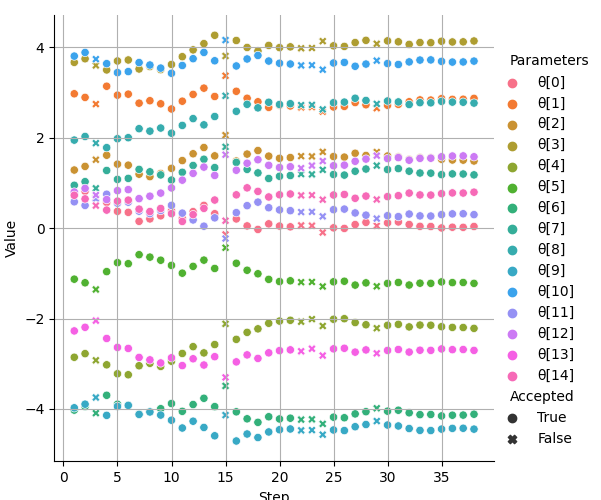 4
2
0
−2
−4
Value
0
5
10
15
20
25
30
35
Step
Parameters
θ[0]
θ[1]
θ[2]
θ[3]
θ[4]
θ[5]
θ[6]
θ[7]
θ[8]
θ[9]
θ[10]
θ[11]
θ[12]
θ[13]
θ[14]
Accepted
True
False